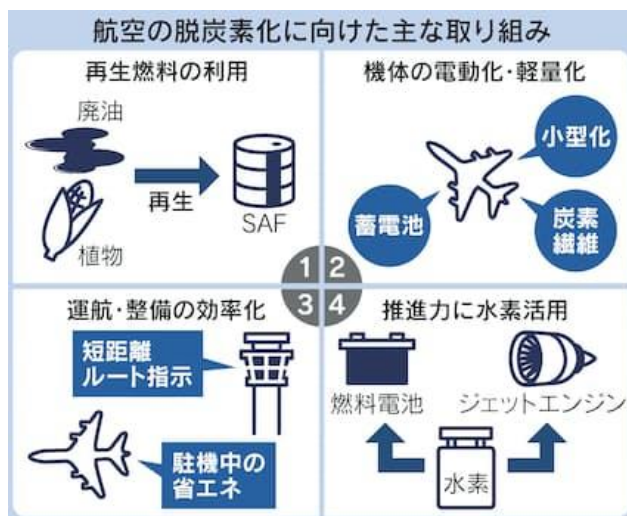 航空の脱炭素化に向けた主な取り組み
再生燃料の利用
廃油
再生
SAF
植物
1
機体の電動化・軽量化
小型化
蓄電池
炭素
繊維
2
運航・整備の効率化
短距離
ルート指示
駐機中の
省エネ
3
推進力に水素活用
燃料電池
ジェットエンジン
水素
4